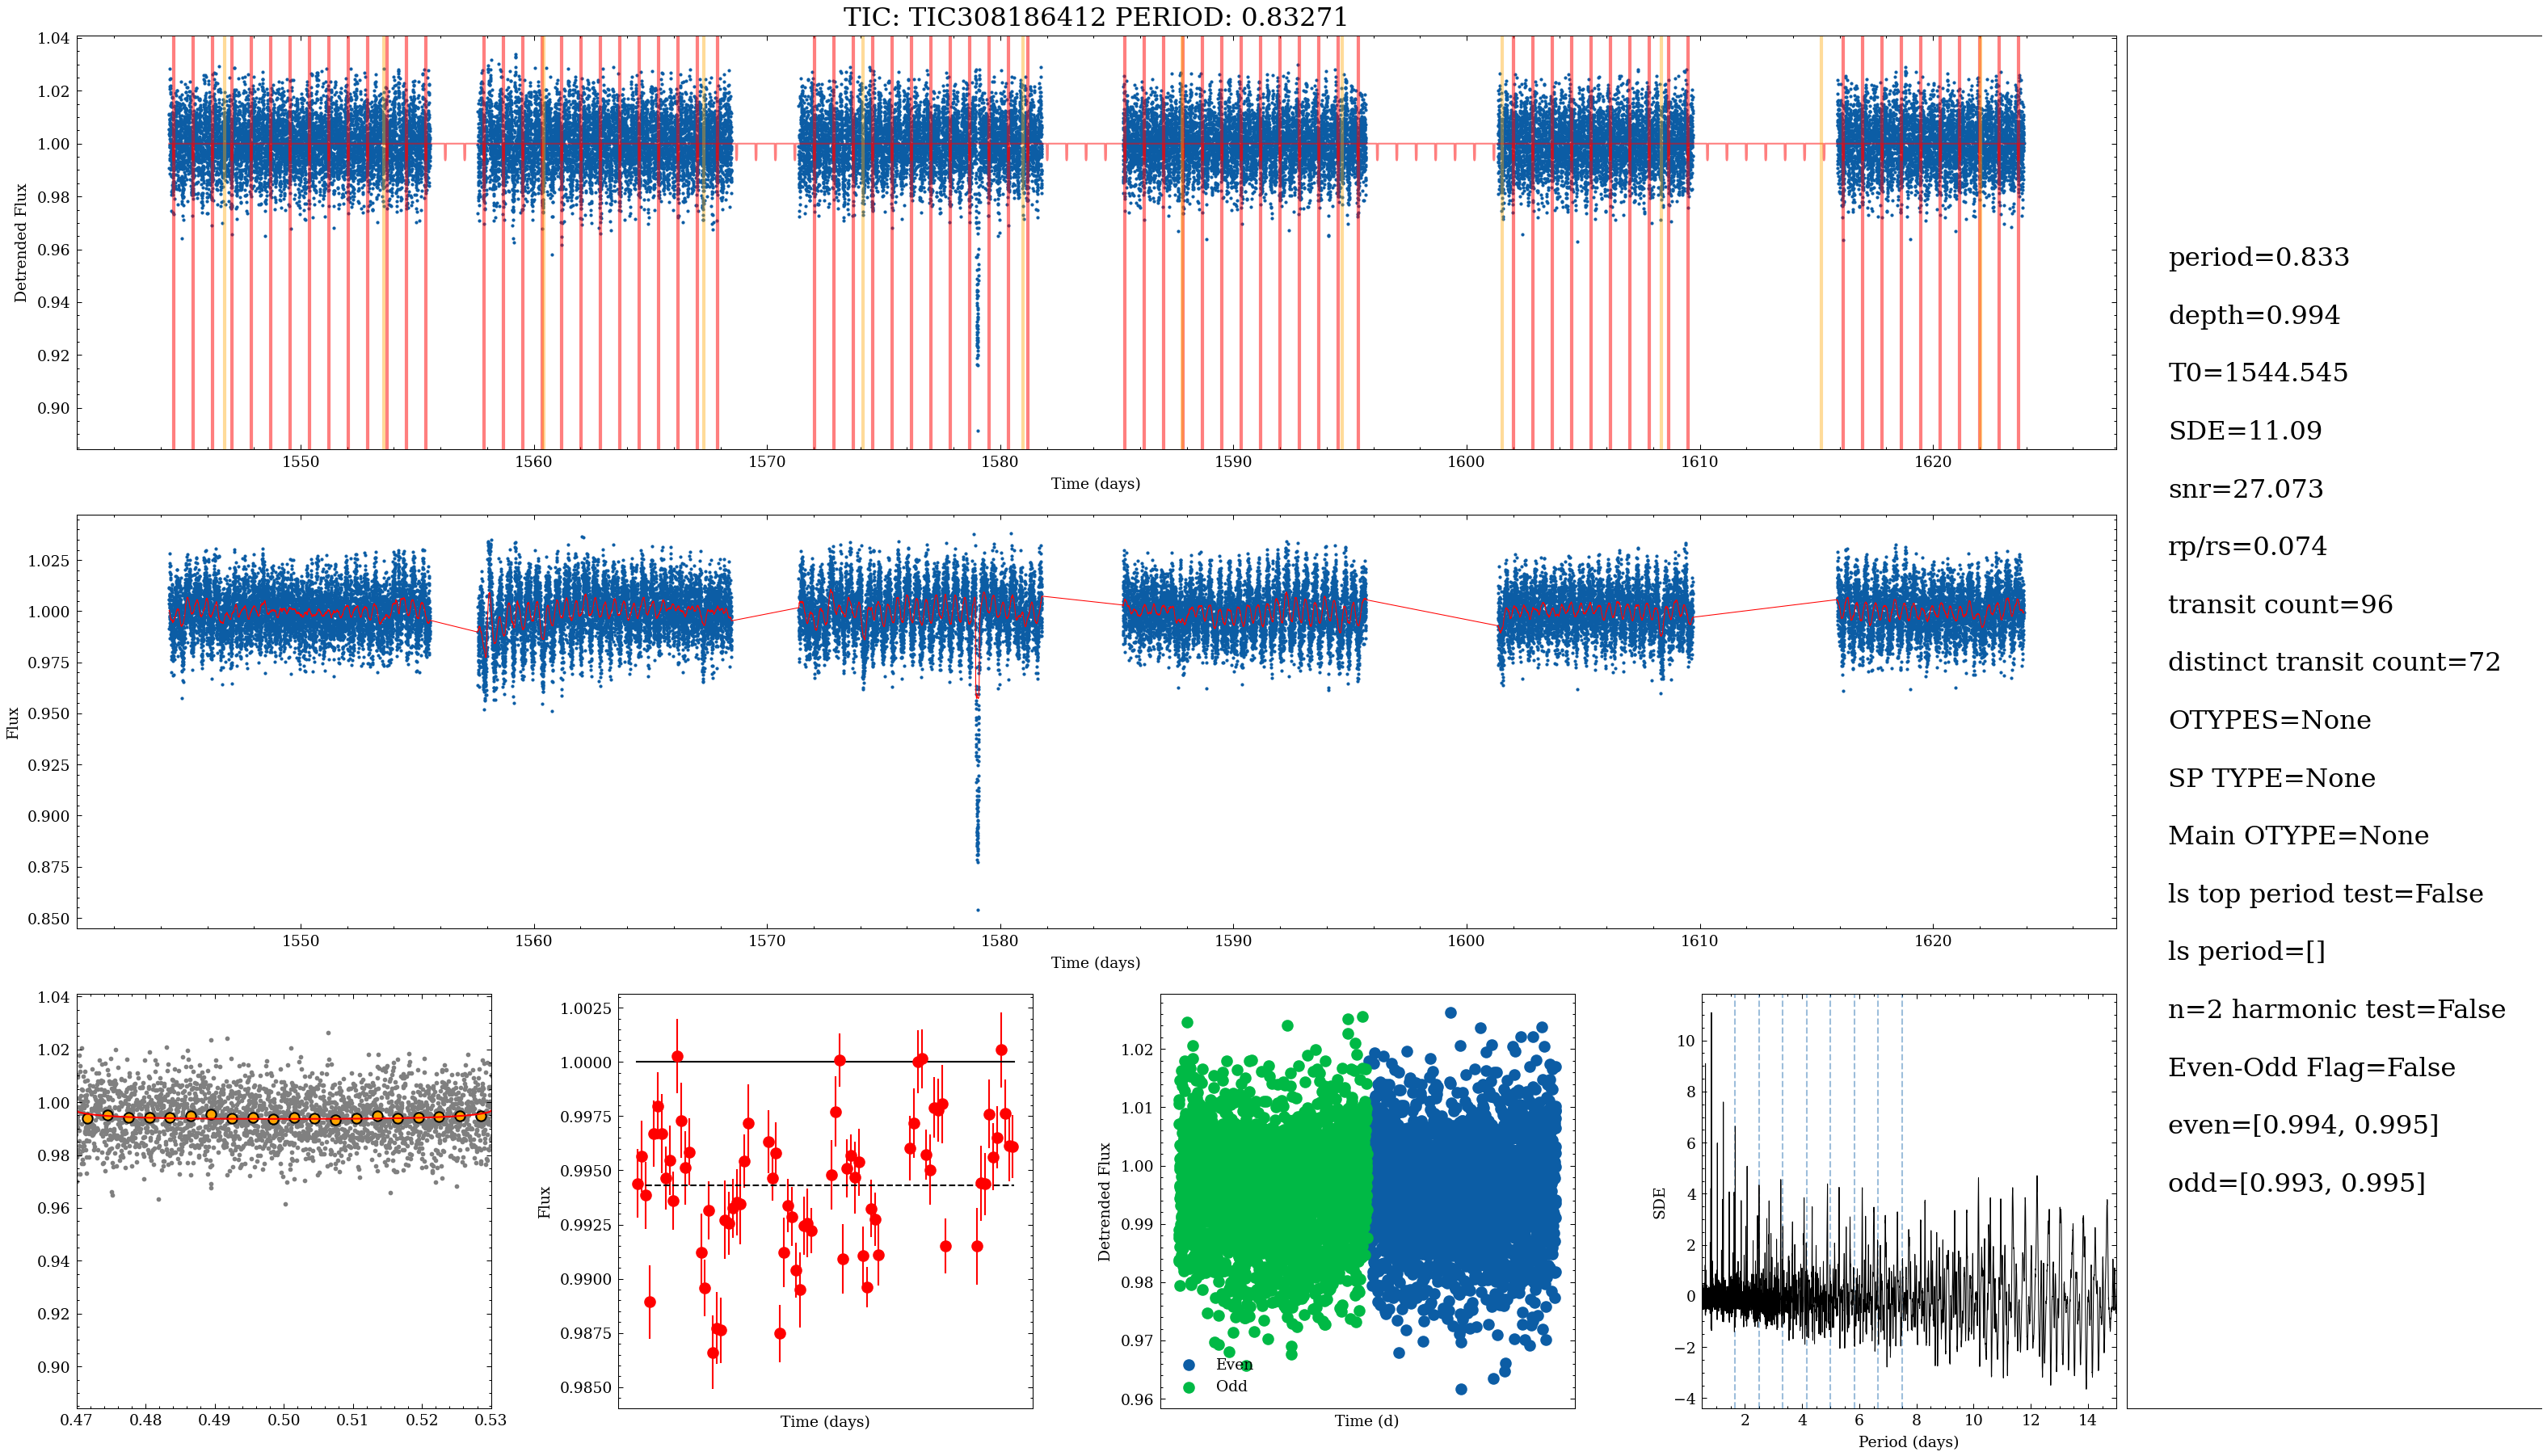 TIC: TIC308186412 PERIOD: 0.83271
1.04
1.02
1.00
0.98
0.96
0.94
0.92
0.90
Detrended Flux
1550 1560 1570 1580 1590 1600 1610 1620
Time (days)
1.025
1.000
0.975
0.950
0.925
0.900
0.875
0.850
Flux
1550 1560 1570 1580 1590 1600 1610 1620
Time (days)
1.04
1.02
1.00
0.98
0.96
0.94
0.92
0.90
0.47 0.48 0.49 0.50 0.51 0.52 0.53
1.0025
1.0000
0.9975
0.9950
0.9925
0.9900
0.9875
0.9850
Flux
Time (days)
1.02
1.01
1.00
0.99
0.98
0.97
0.96
Detrended Flux
Even
Odd
Time (d)
10
8
6
4
2
0
−2
−4
SDE
2 4 6 8 10 12 14
Period (days)
period=0.833
depth=0.994
T0=1544.545
SDE=11.09
snr=27.073
rp/rs=0.074
transit count=96
distinct transit count=72
OTYPES=None
SP TYPE=None
Main OTYPE=None
ls top period test=False
ls period=[]
n=2 harmonic test=False
Even-Odd Flag=False
even=[0.994, 0.995]
odd=[0.993, 0.995]